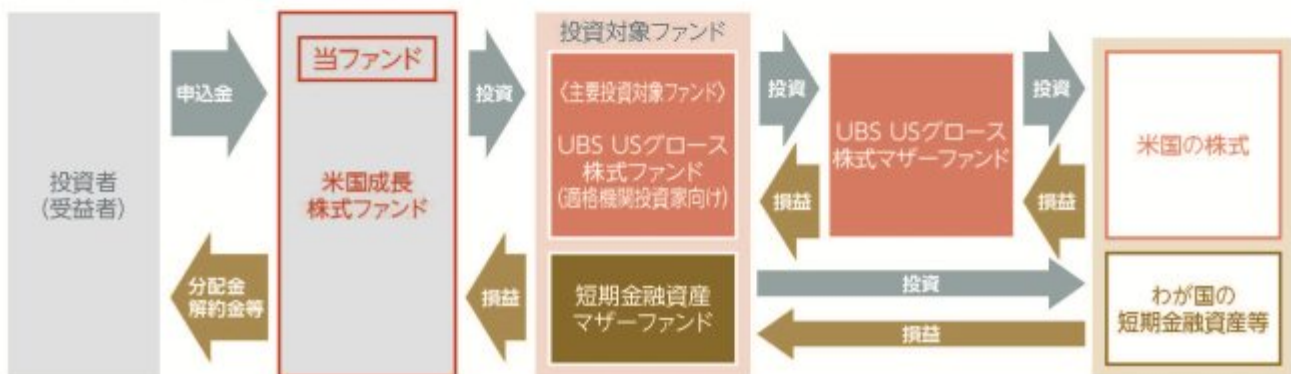 投資者
(受益者)
申込金
分配金
解約金等
当ファンド
米国成長
株式ファンド
投資
損益
投資対象ファンド
〈主要投資対象ファンド〉
UBS USグロース
株式ファンド
(適格機関投資家向け)
短期金融資産
マザーファンド
投資
損益
UBS USグロース
株式マザーファンド
投資
損益
投資
損益
米国の株式
わが国の
短期金融資産等